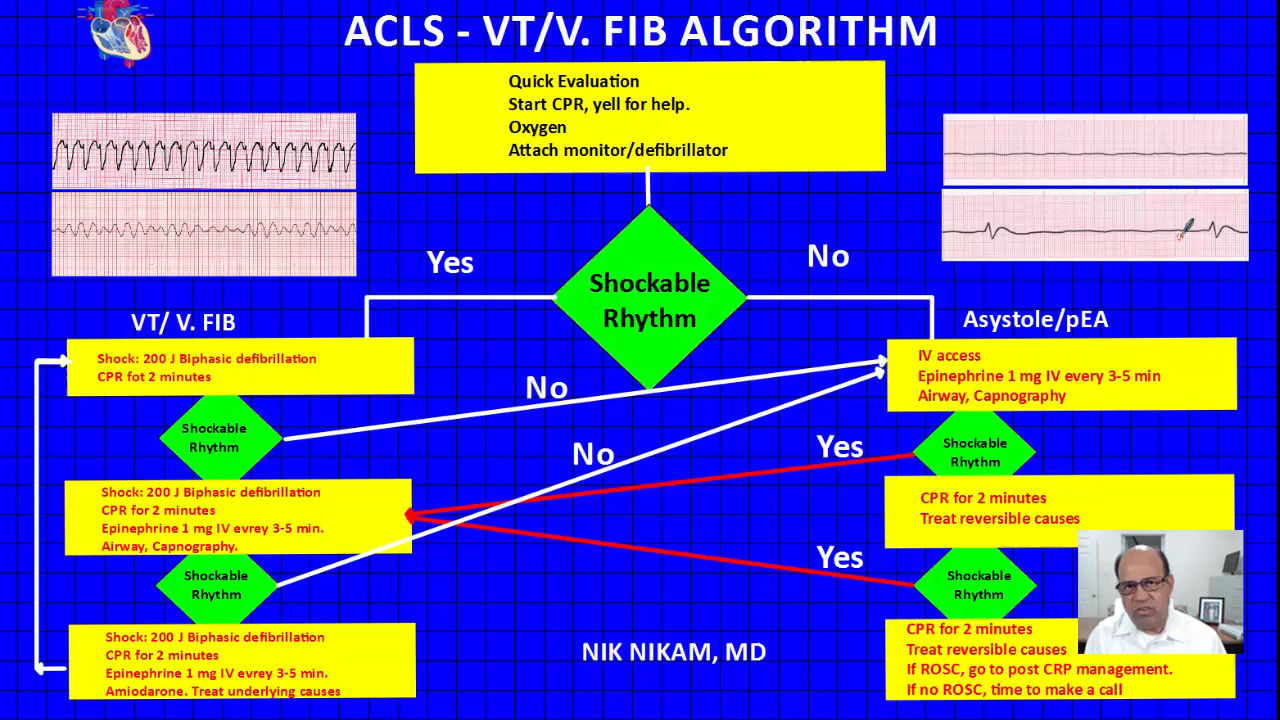 ACLS - VT/V. FIB ALGORITHM
Quick Evaluation
Start CPR, yell for help.
Oxygen
Attach monitor/defibrillator
Shockable
Rhythm
Yes
No
VT/ V. FIB
Shock: 200 J Biphasic defibrillation
CPR fot 2 minutes
Shockable
Rhythm
No
Shock: 200 J Biphasic defibrillation
CPR for 2 minutes
Epinephrine 1 mg IV evrey 3-5 min.
Airway, Capnography.
Shockable
Rhythm
No
Shock: 200 J Biphasic defibrillation
CPR for 2 minutes
Epinephrine 1 mg IV evrey 3-5 min.
Amiodarone. Treat underlying causes
Asystole/pEA
IV access
Epinephrine 1 mg IV every 3-5 min
Airway, Capnography
Shockable
Rhythm
Yes
CPR for 2 minutes
Treat reversible causes
Shockable
Rhythm
Yes
CPR for 2 minutes
Treat reversible causes
If ROSC, go to post CRP management.
If no ROSC, time to make a call
NIK NIKAM, MD